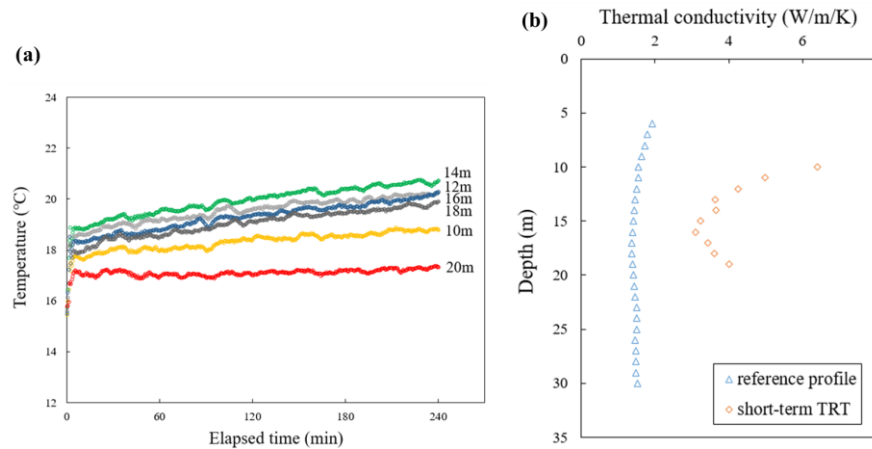 (a)
24
22
20
18
16
14
12
Temperature (℃)
0
60
120
180
240
Elapsed time (min)
14m
12m
16m
18m
10m
20m
(b)
Thermal conductivity (W/m/K)
0
2
4
6
0
5
10
15
20
25
30
35
Depth (m)
reference profile
short-term TRT